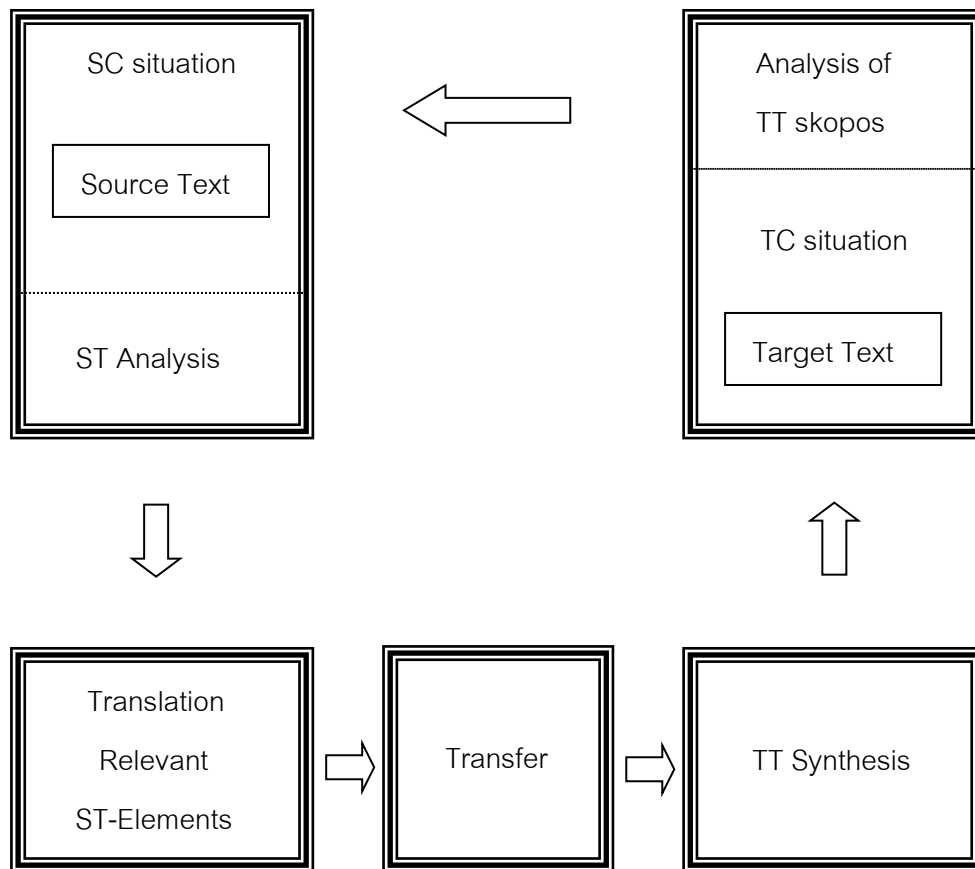 SC situation
Source Text
ST Analysis
Analysis of
TT skopos
TC situation
Target Text
Translation
Relevant
ST-Elements
Transfer
TT Synthesis